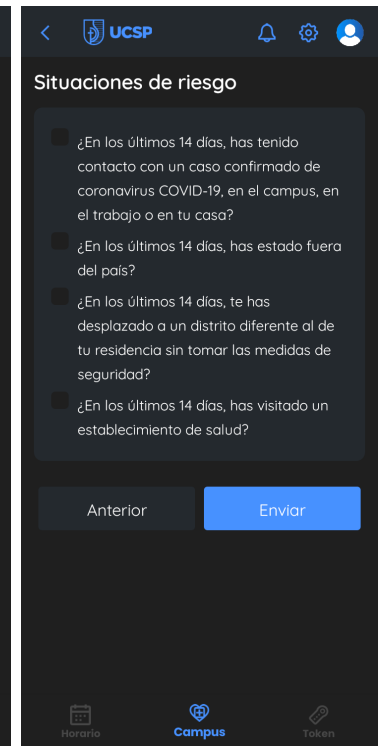 UCSP
Situaciones de riesgo
¿En los últimos 14 días, has tenido
contacto con un caso confirmado de
coronavirus COVID-19, en el campus, en
el trabajo o en tu casa?
¿En los últimos 14 días, has estado fuera
del país?
¿En los últimos 14 días, te has
desplazado a un distrito diferente al de
tu residencia sin tomar las medidas de
seguridad?
¿En los últimos 14 días, has visitado un
establecimiento de salud?
Anterior
Enviar
Horario
Campus
Token